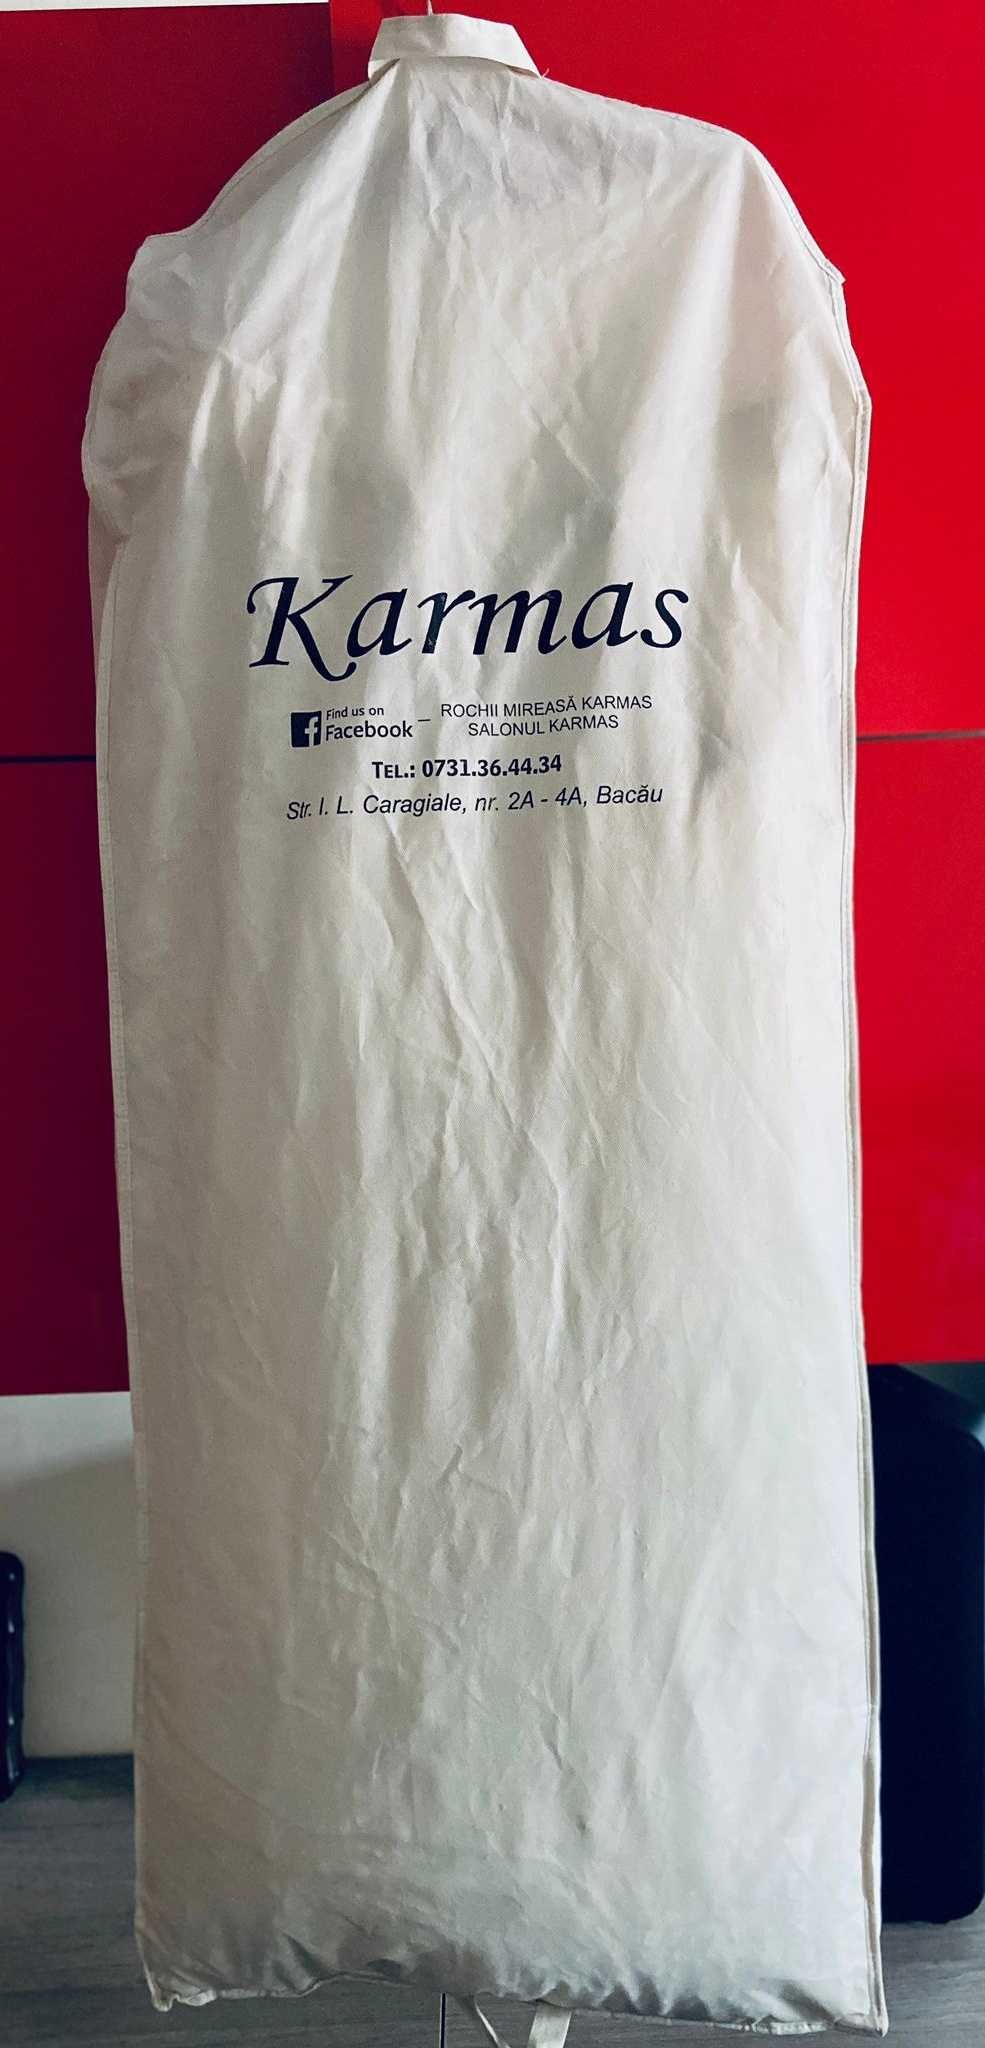 Karmas
f Find us on Facebook – ROCHII MIREASĂ KARMAS
SALONUL KARMAS
TEL.: 0731.36.44.34
Str. I. L. Caragiale, nr. 2A - 4A, Bacău